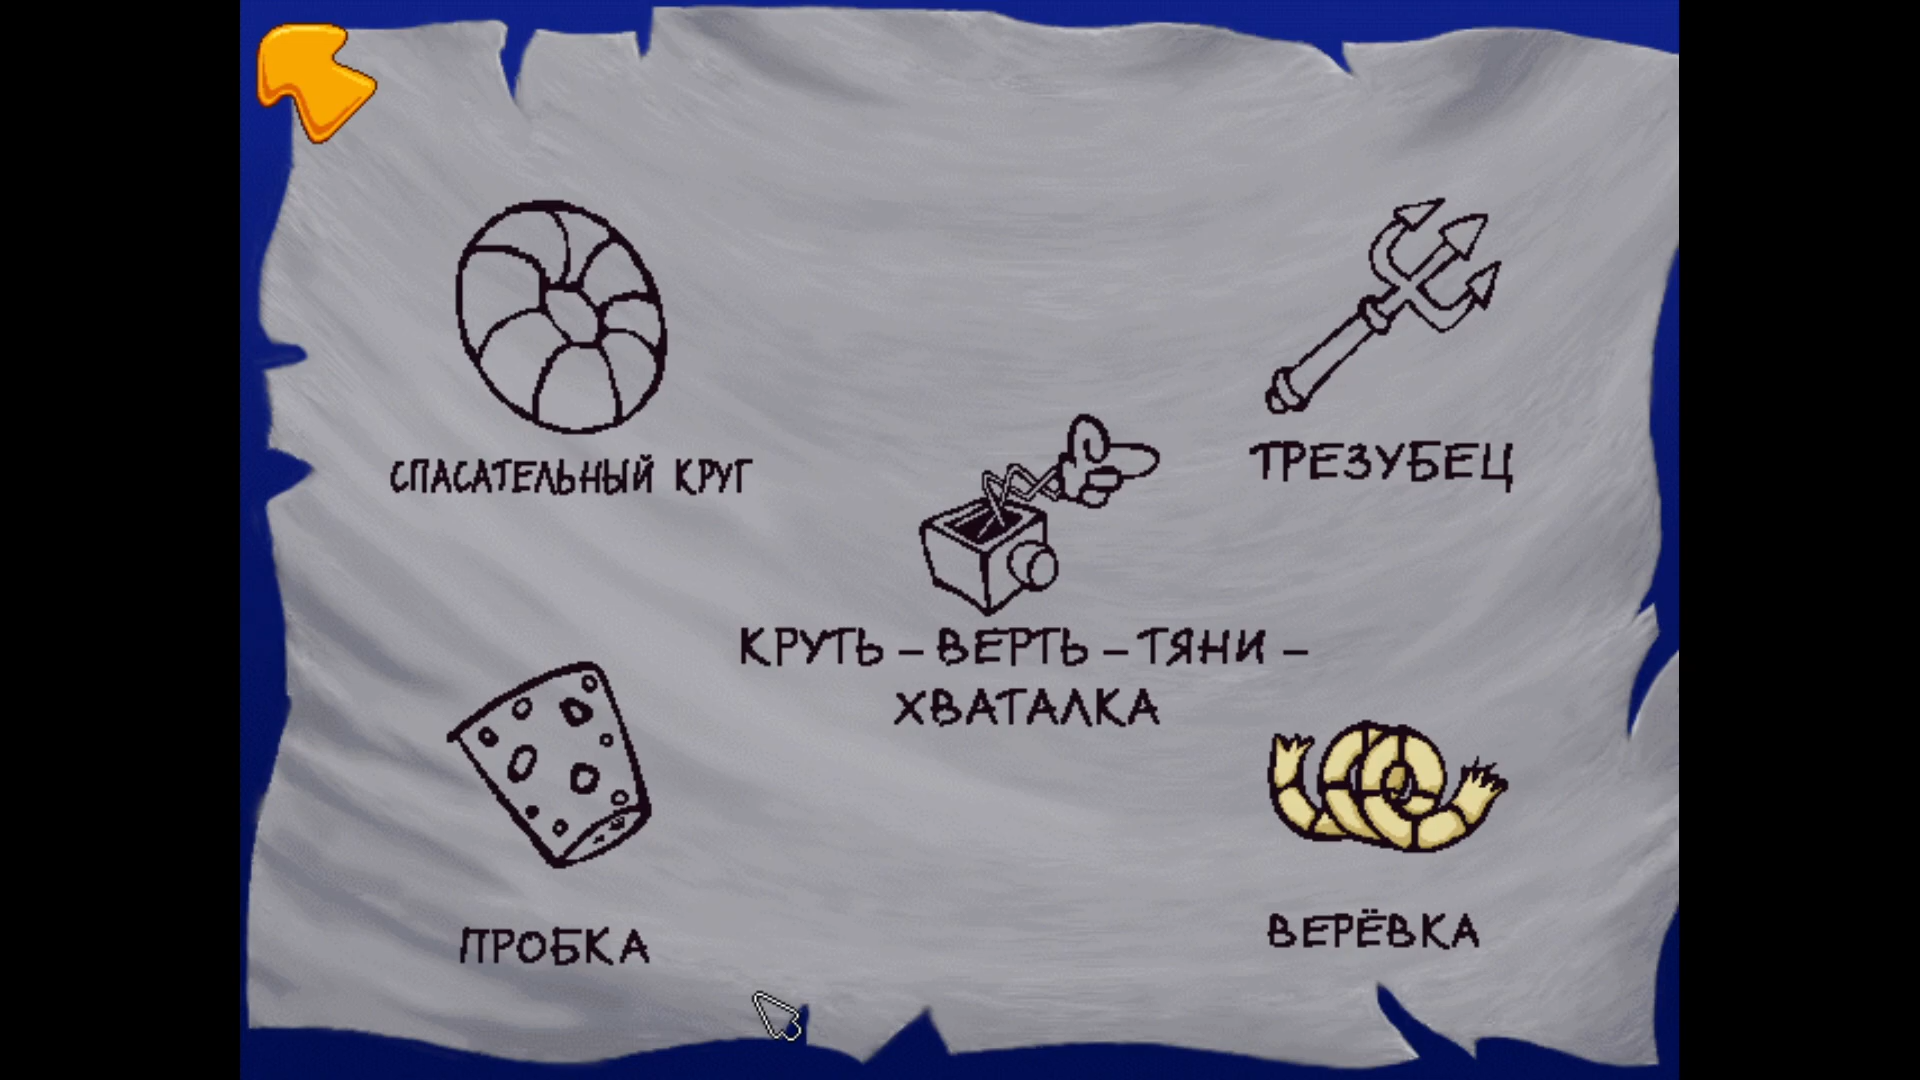 СПАСАТЕЛЬНЫЙ КРУГ
ТРЕЗУБЕЦ
КРУТЬ – ВЕРТЬ – ТЯНИ –
ХВАТАЛКА
ПРОБКА
ВЕРЁВКА